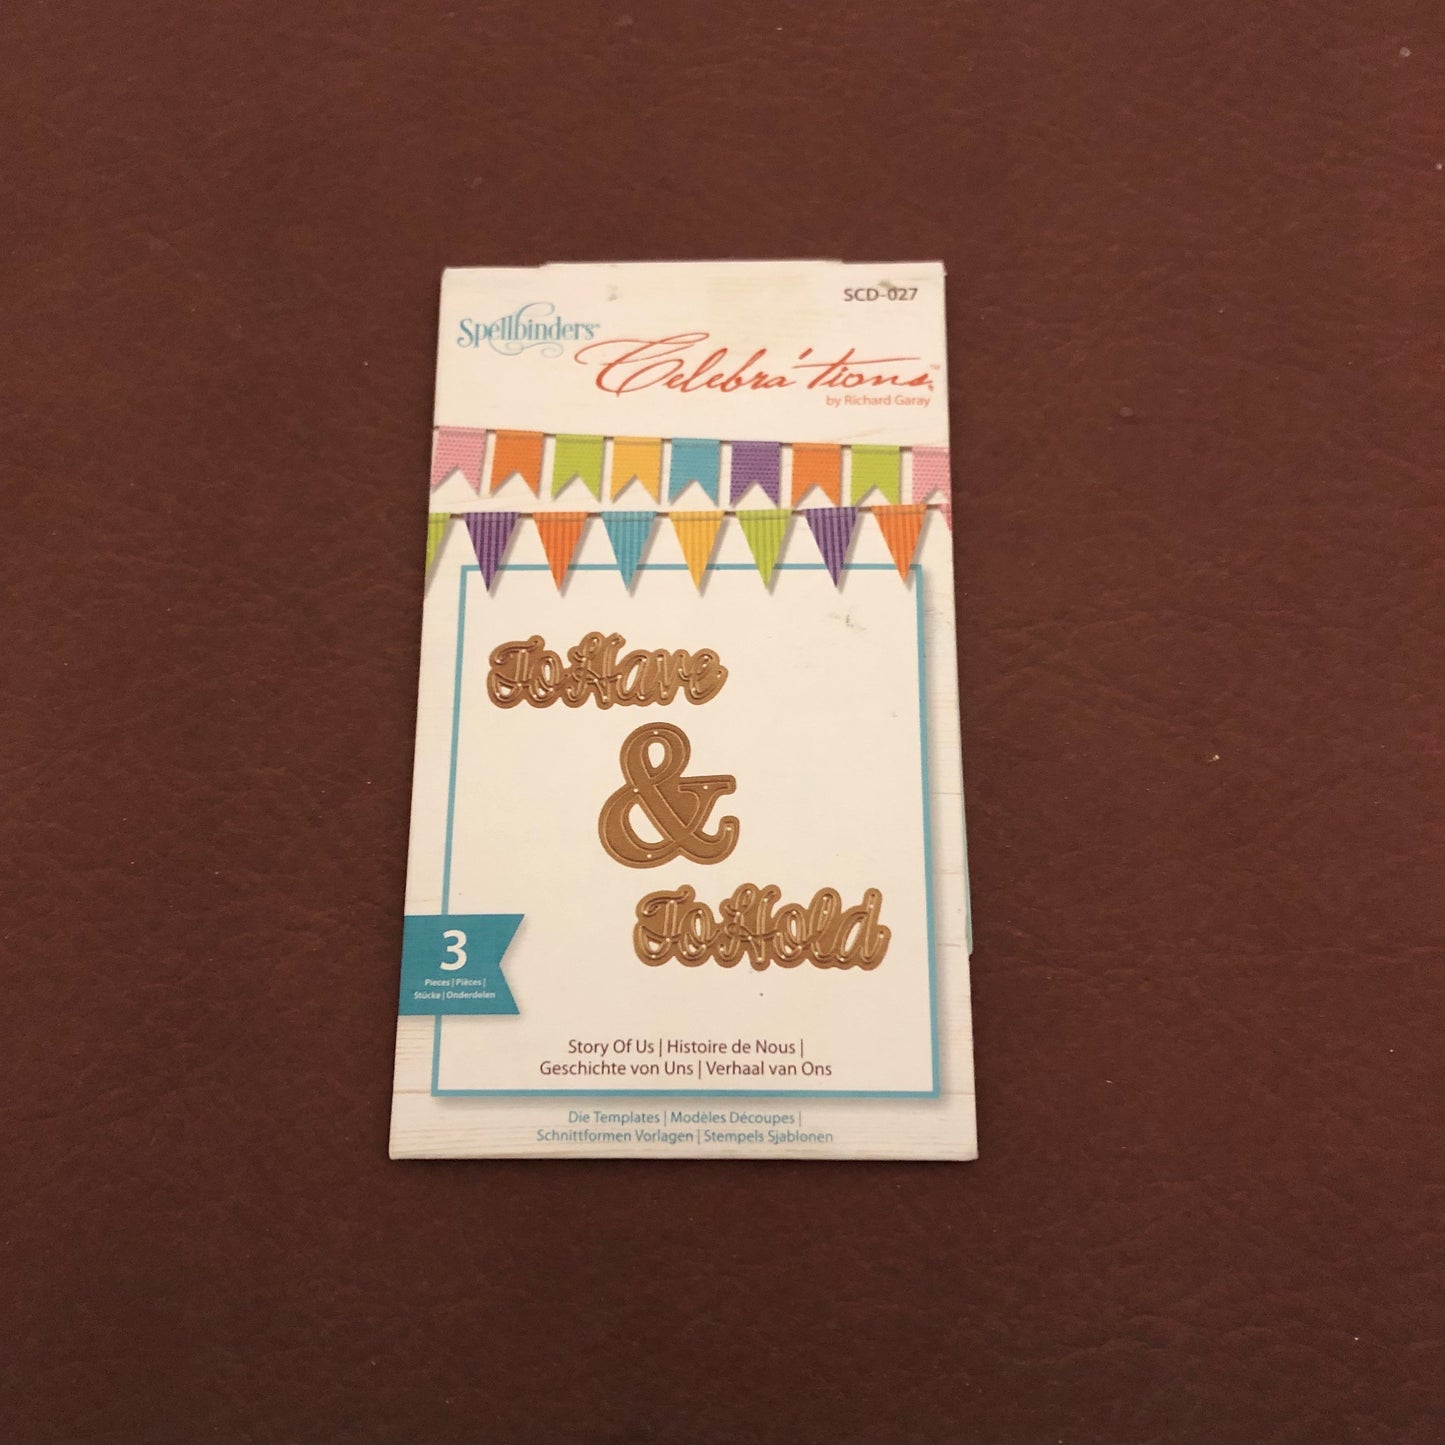 SCD-027
Spellbinders®
Celebra'tions™
by Richard Garay
To Have
&
To Hold
3
Pieces | Pièces |
Stücke | Onderdelen
Story Of Us | Histoire de Nous |
Geschichte von Uns | Verhaal van Ons
Die Templates | Modèles Découpes |
Schnittformen Vorlagen | Stempels Sjablonen